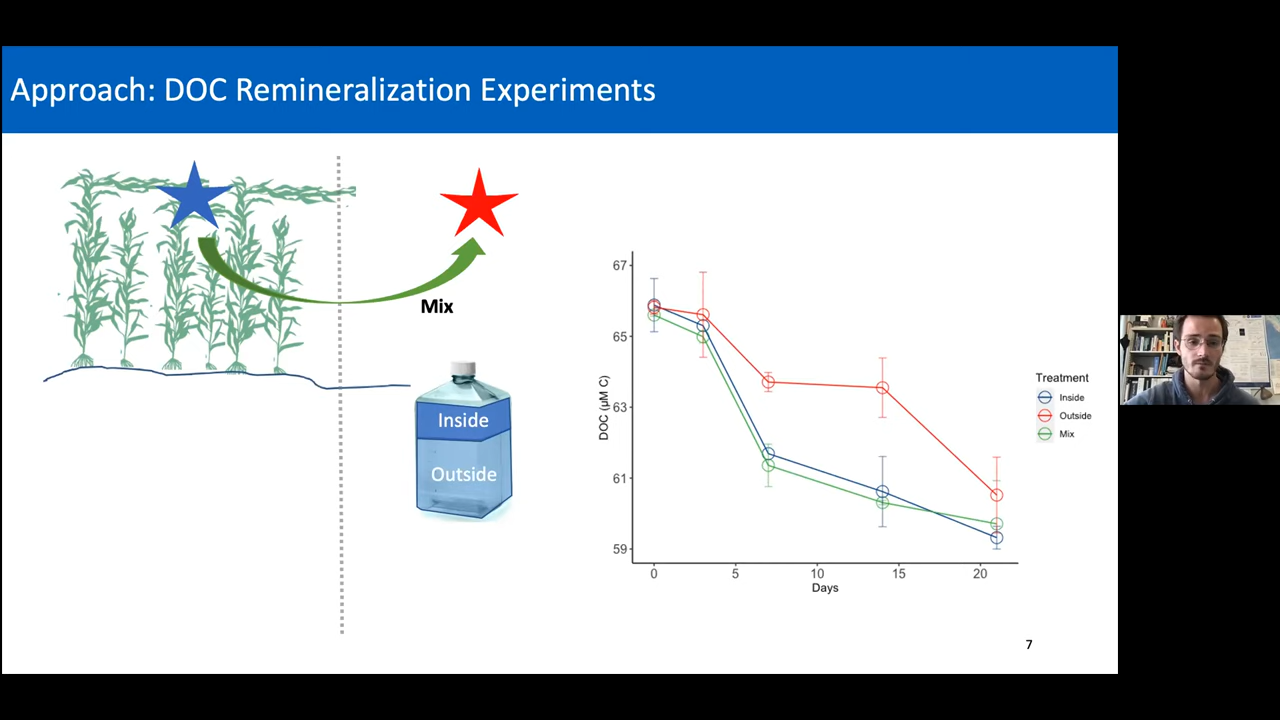 Approach: DOC Remineralization Experiments
Mix
Inside
Outside
67
65
63
61
59
DOC (µM C)
0 5 10 15 20
Days
Treatment
Inside
Outside
Mix
7